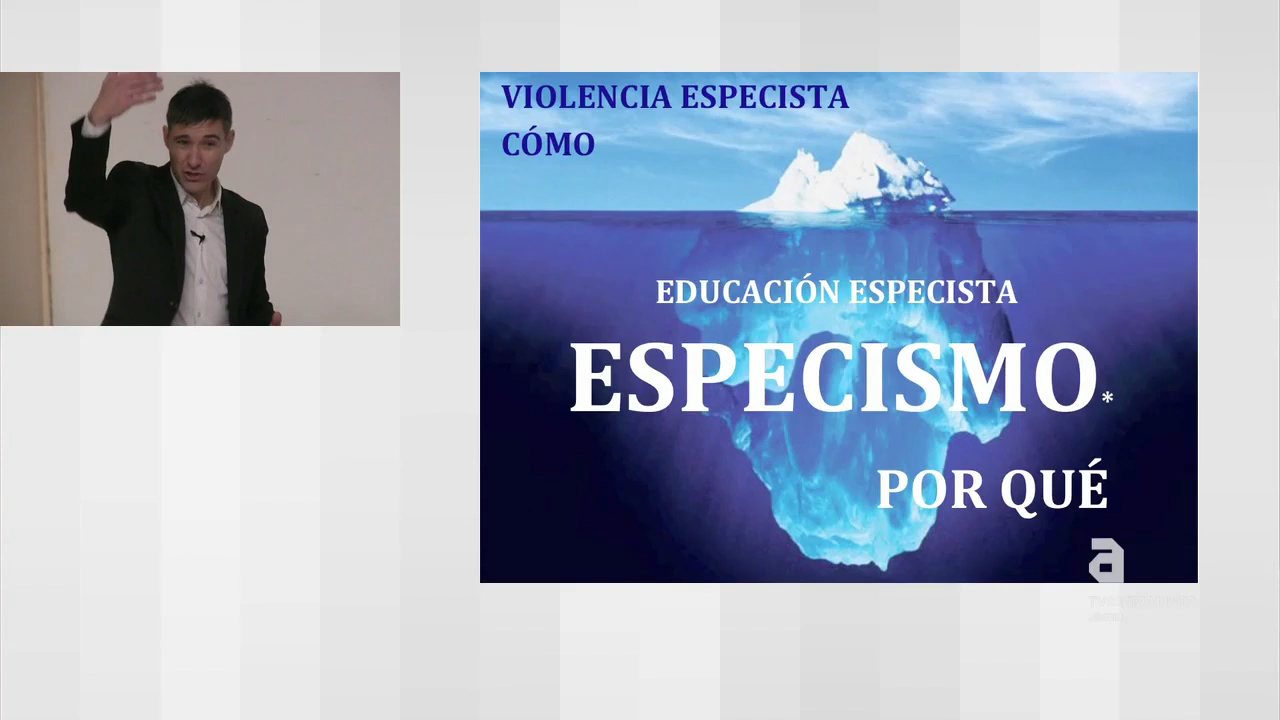 VIOLENCIA ESPECISTA
CÓMO
EDUCACIÓN ESPECISTA
ESPECISMO*
POR QUÉ
a